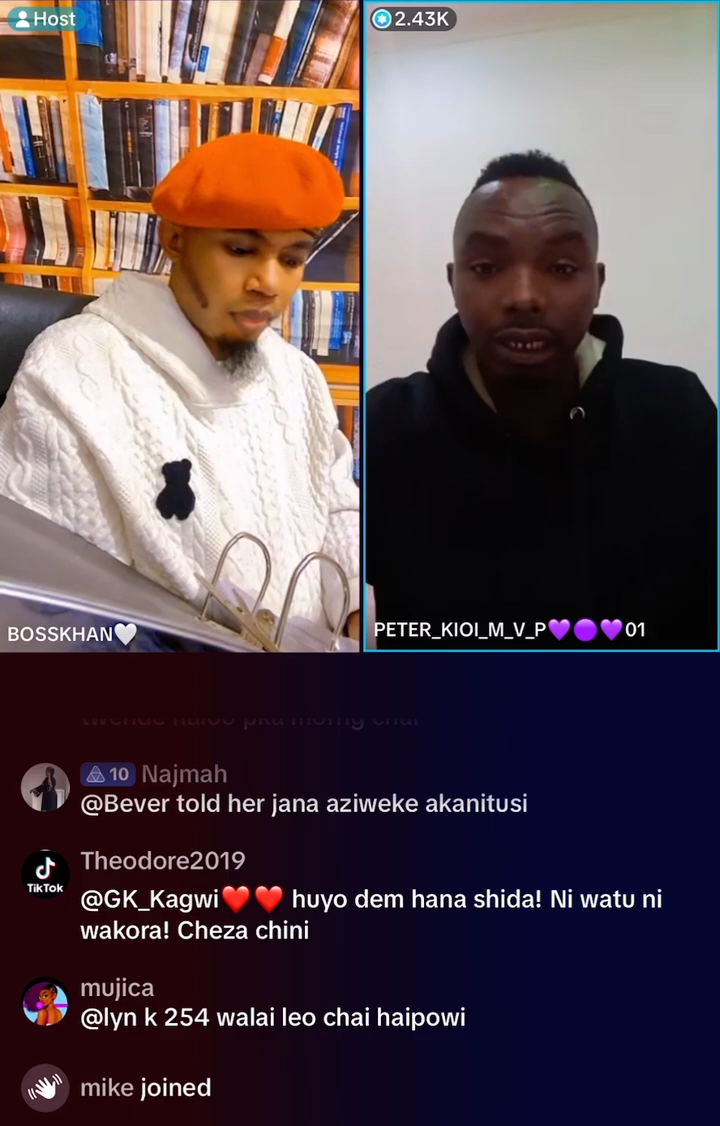 Host
2.43K
BOSSKHAN🤍
PETER_KIOI_M_V_P💜🟣💜01
10 Najmah
@Bever told her jana aziweke akanitusi
Theodore2019
TikTok
@GK_Kagwi❤️❤️ huyo dem hana shida! Ni watu ni
wakora! Cheza chini
mujica
@lyn k 254 walai leo chai haipowi
mike joined